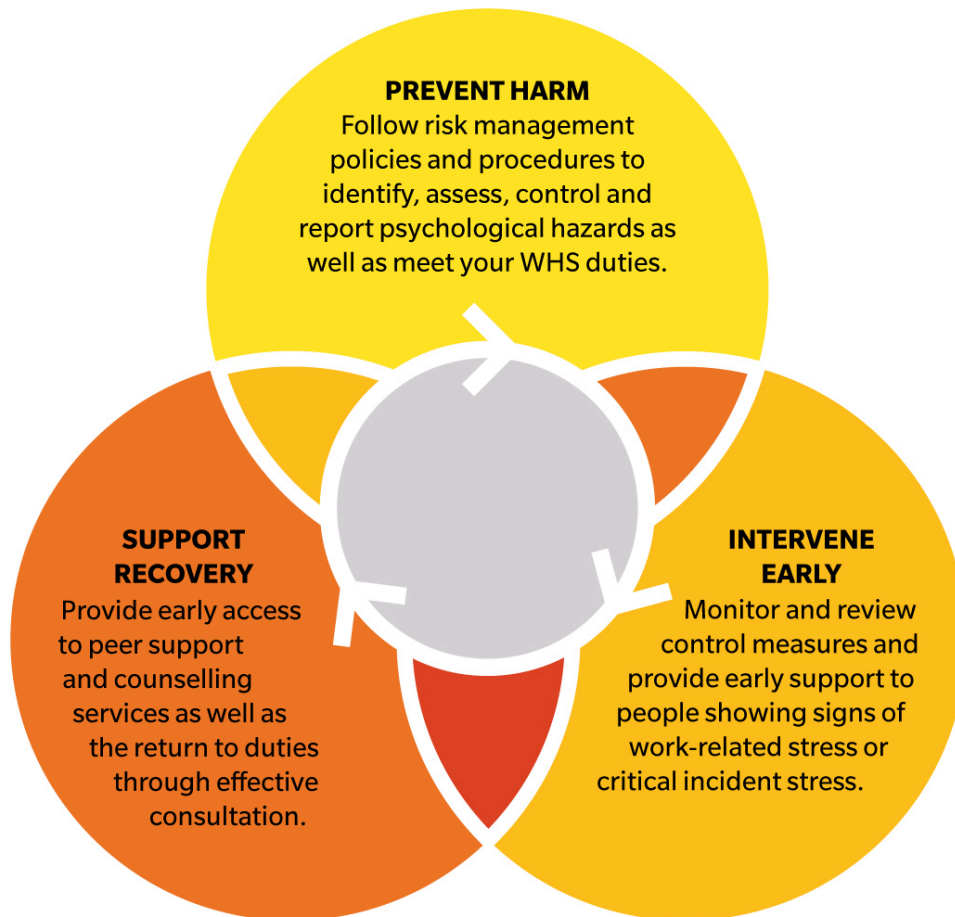 PREVENT HARM
Follow risk management
policies and procedures to
identify, assess, control and
report psychological hazards as
well as meet your WHS duties.
SUPPORT
RECOVERY
Provide early access
to peer support
and counselling
services as well as
the return to duties
through effective
consultation.
INTERVENE
EARLY
Monitor and review
control measures and
provide early support to
people showing signs of
work-related stress or
critical incident stress.